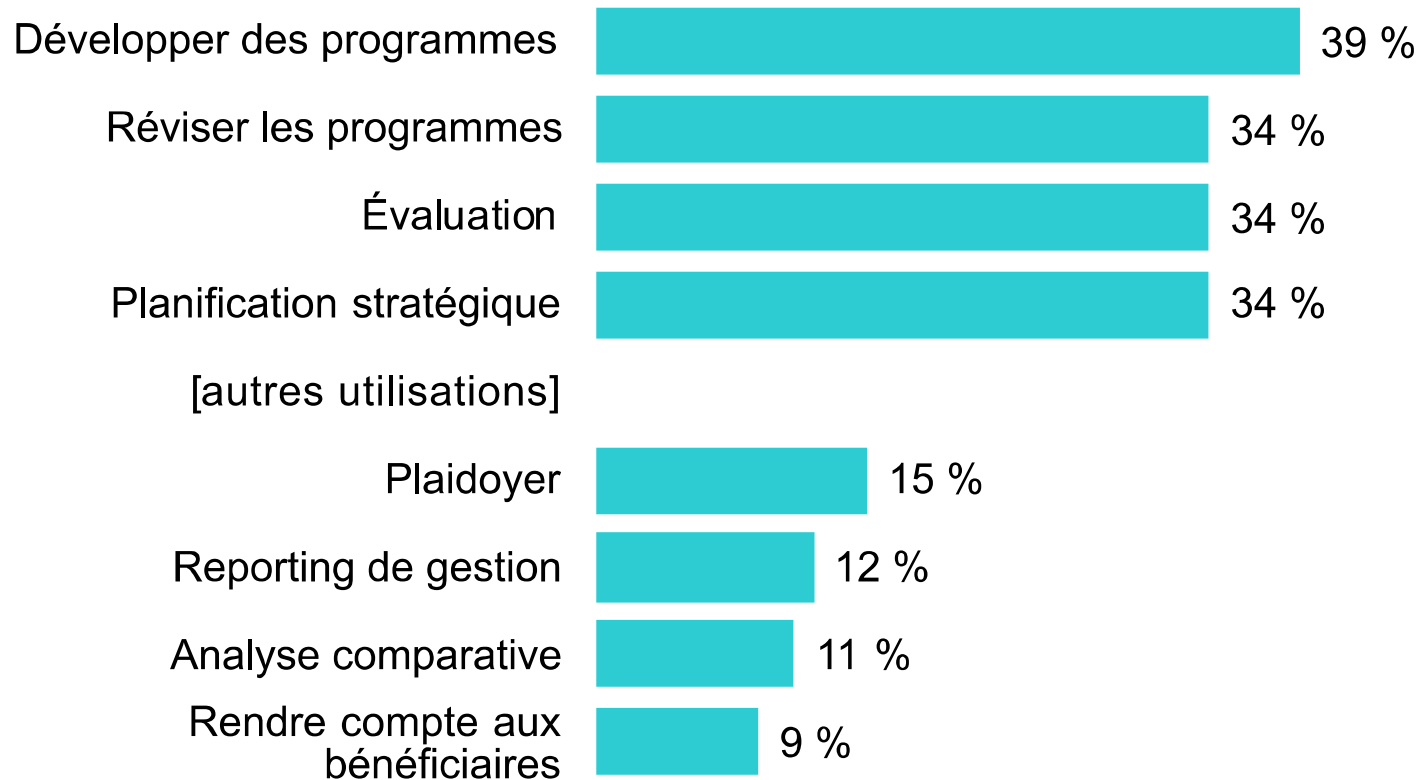 Développer des programmes 39 %
Réviser les programmes 34 %
Évaluation 34 %
Planification stratégique 34 %
[autres utilisations]
Plaidoyer 15 %
Reporting de gestion 12 %
Analyse comparative 11 %
Rendre compte aux
bénéficiaires 9 %